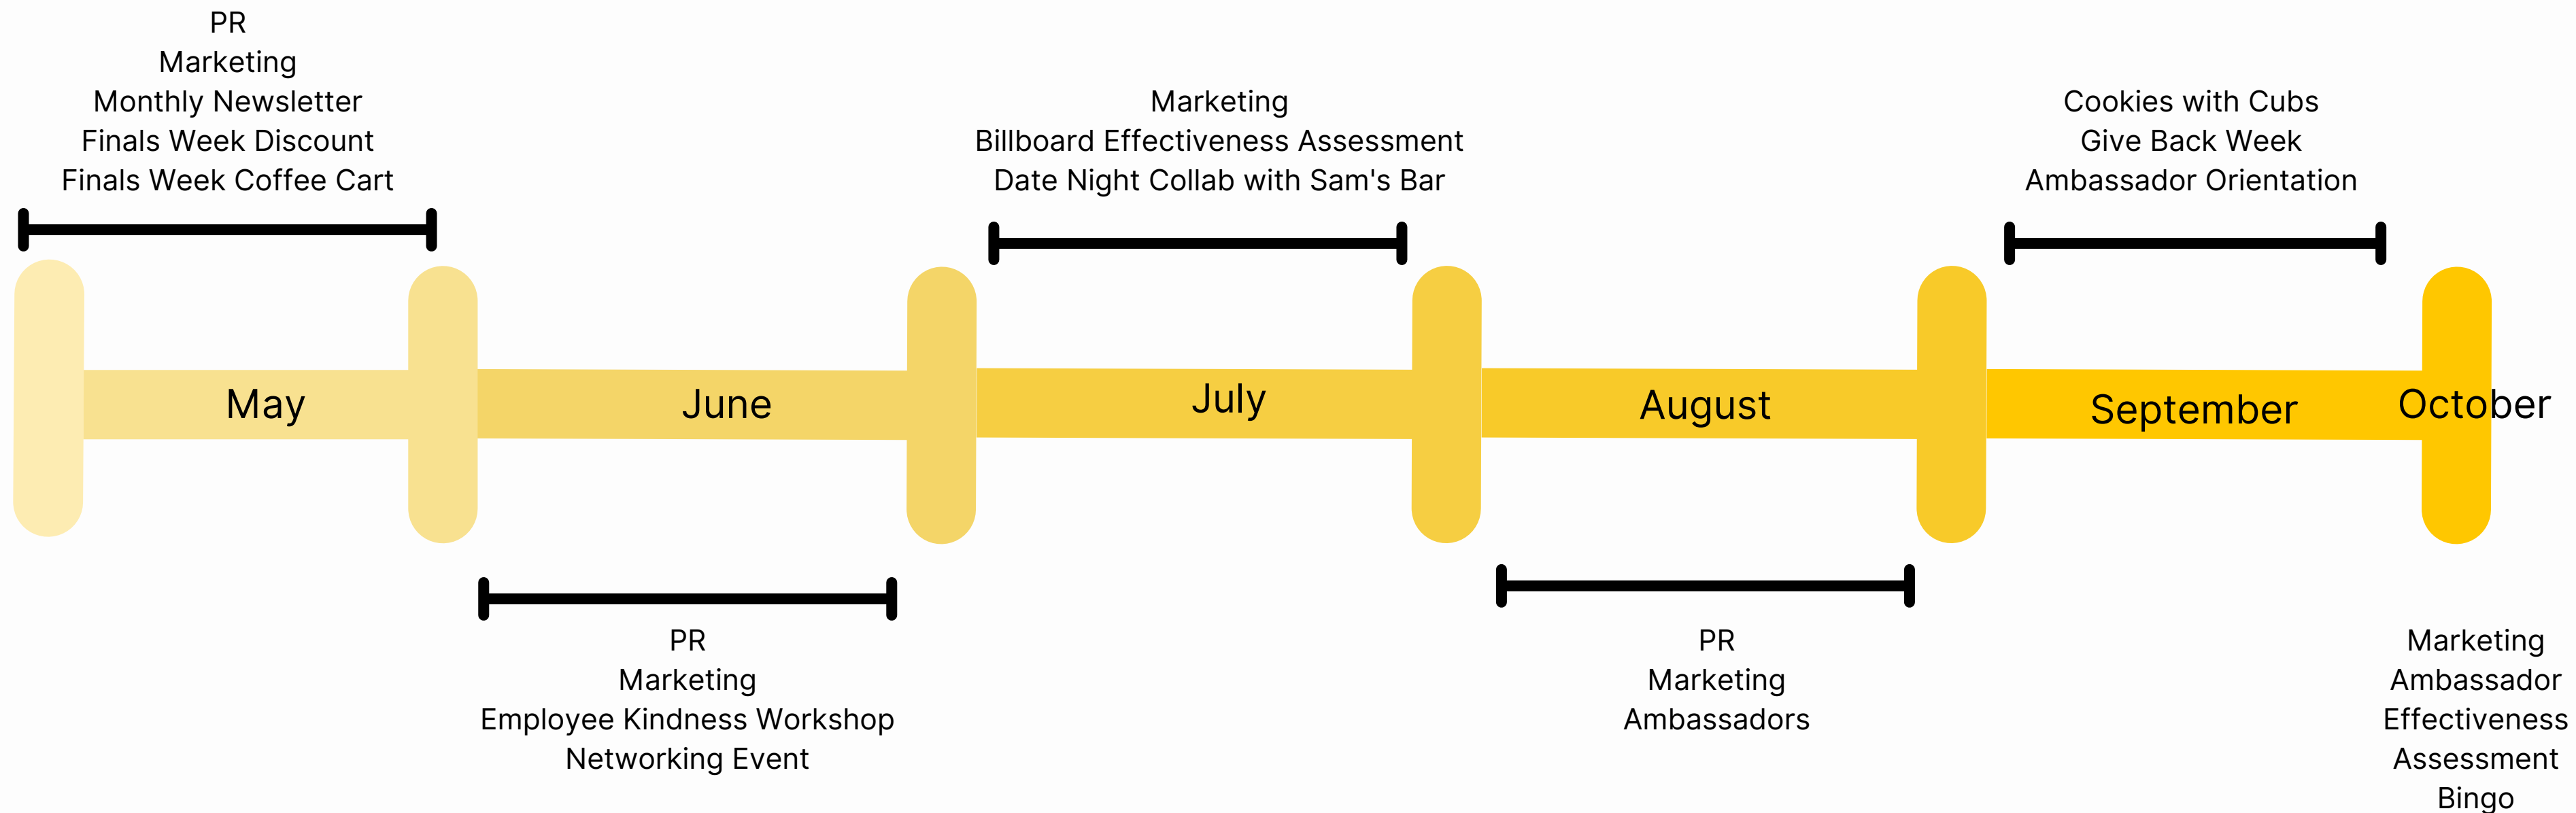 PR
Marketing
Monthly Newsletter
Finals Week Discount
Finals Week Coffee Cart
Marketing
Billboard Effectiveness Assessment
Date Night Collab with Sam's Bar
Cookies with Cubs
Give Back Week
Ambassador Orientation
May
June
July
August
September
October
PR
Marketing
Employee Kindness Workshop
Networking Event
PR
Marketing
Ambassadors
Marketing
Ambassador
Effectiveness
Assessment
Bingo